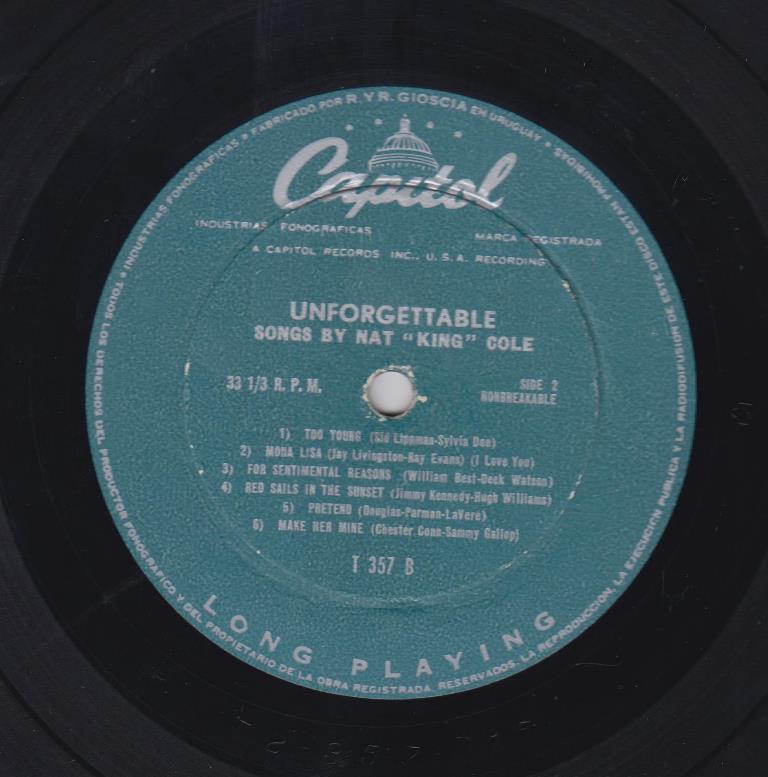 FABRICADO POR R. Y R. GIOSCIA EN URUGUAY •
Capitol
INDUSTRIAS FONOGRAFICAS MARCA REGISTRADA
A CAPITOL RECORDS INC., U.S.A. RECORDING
UNFORGETTABLE
SONGS BY NAT "KING" COLE
33 1/3 R. P. M. SIDE 2
NONBREAKABLE
1) TOO YOUNG (Sid Lippman-Sylvia Dee)
2) MONA LISA (Jay Livingston-Ray Evans) (I Love You)
3) FOR SENTIMENTAL REASONS (William Best-Deek Watson)
4) RED SAILS IN THE SUNSET (Jimmy Kennedy-Hugh Williams)
5) PRETEND (Douglas-Parman-LaVere)
6) MAKE HER MINE (Chester Conn-Sammy Gallop)
T 357 B
LONG PLAYING
INDUSTRIAS FONOGRAFICAS • TODOS LOS DERECHOS DEL PRODUCTOR FONOGRAFICO Y DEL PROPIETARIO DE LA OBRA REGISTRADA, RESERVADOS. LA REPRODUCCION, LA EJECUCION PUBLICA Y LA RADIODIFUSION DE ESTE DISCO ESTAN PROHIBIDAS